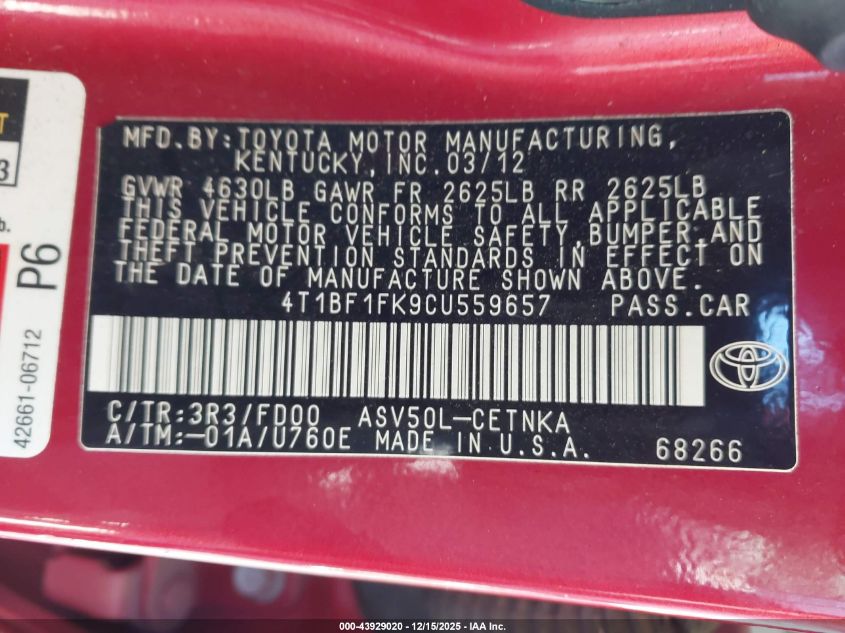 MFD.BY:TOYOTA MOTOR MANUFACTURING,
KENTUCKY, INC. 03/12
GVWR 4630LB GAWR FR 2625LB RR 2625LB
THIS VEHICLE CONFORMS TO ALL APPLICABLE
FEDERAL MOTOR VEHICLE SAFETY,BUMPER AND
THEFT PREVENTION STANDARDS IN EFFECT ON
THE DATE OF MANUFACTURE SHOWN ABOVE.
4T1BF1FK9CU559657 PASS.CAR
C/TR:3R3/FD00 ASV50L-CETNKA
A/TM:-01A/U760E MADE IN U.S.A. 68266
P6
42661-06712
000-43929020 - 12/15/2025 - IAA Inc.